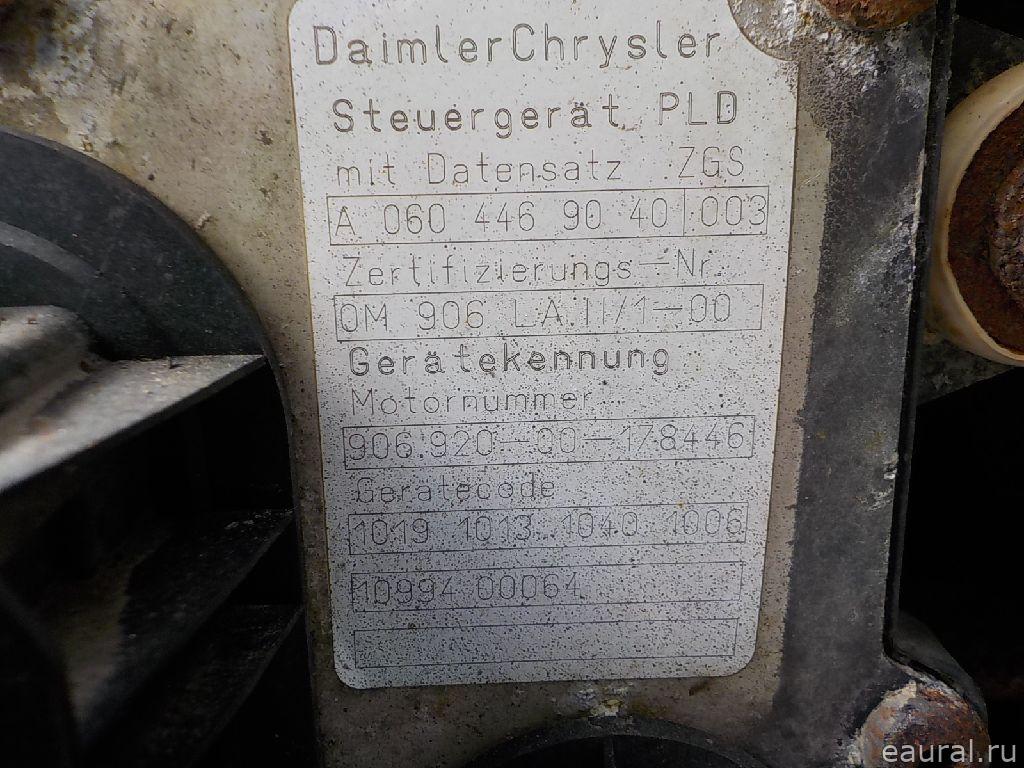 DaimlerChrysler
Steuergerät PLD
mit Datensatz ZGS
A 060 446 90 40 003
Zertifizierungs-Nr.
OM 906 LA.II/1-00
Gerätekennung
Motornummer
906.920-00-178446
Gerätecode
1019 1013 1040 1006
10994 00064
eaural.ru